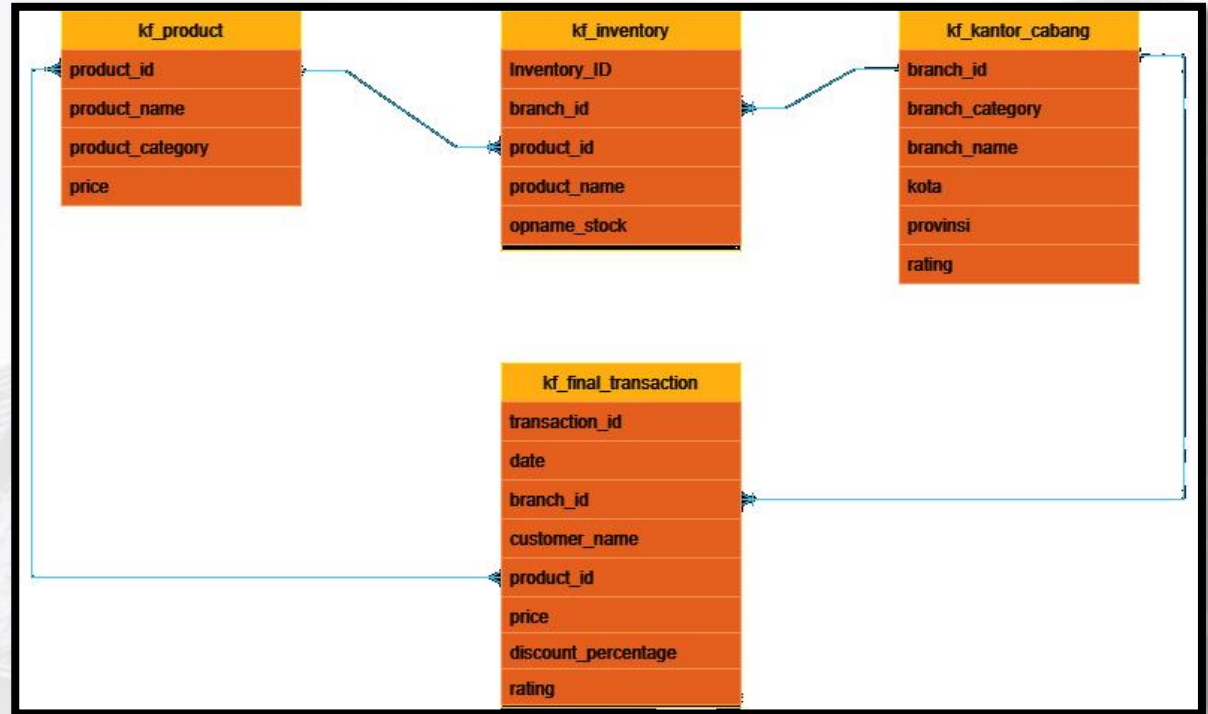 kf_product
product_id
product_name
product_category
price
kf_inventory
Inventory_ID
branch_id
product_id
product_name
opname_stock
kf_kantor_cabang
branch_id
branch_category
branch_name
kota
provinsi
rating
kf_final_transaction
transaction_id
date
branch_id
customer_name
product_id
price
discount_percentage
rating